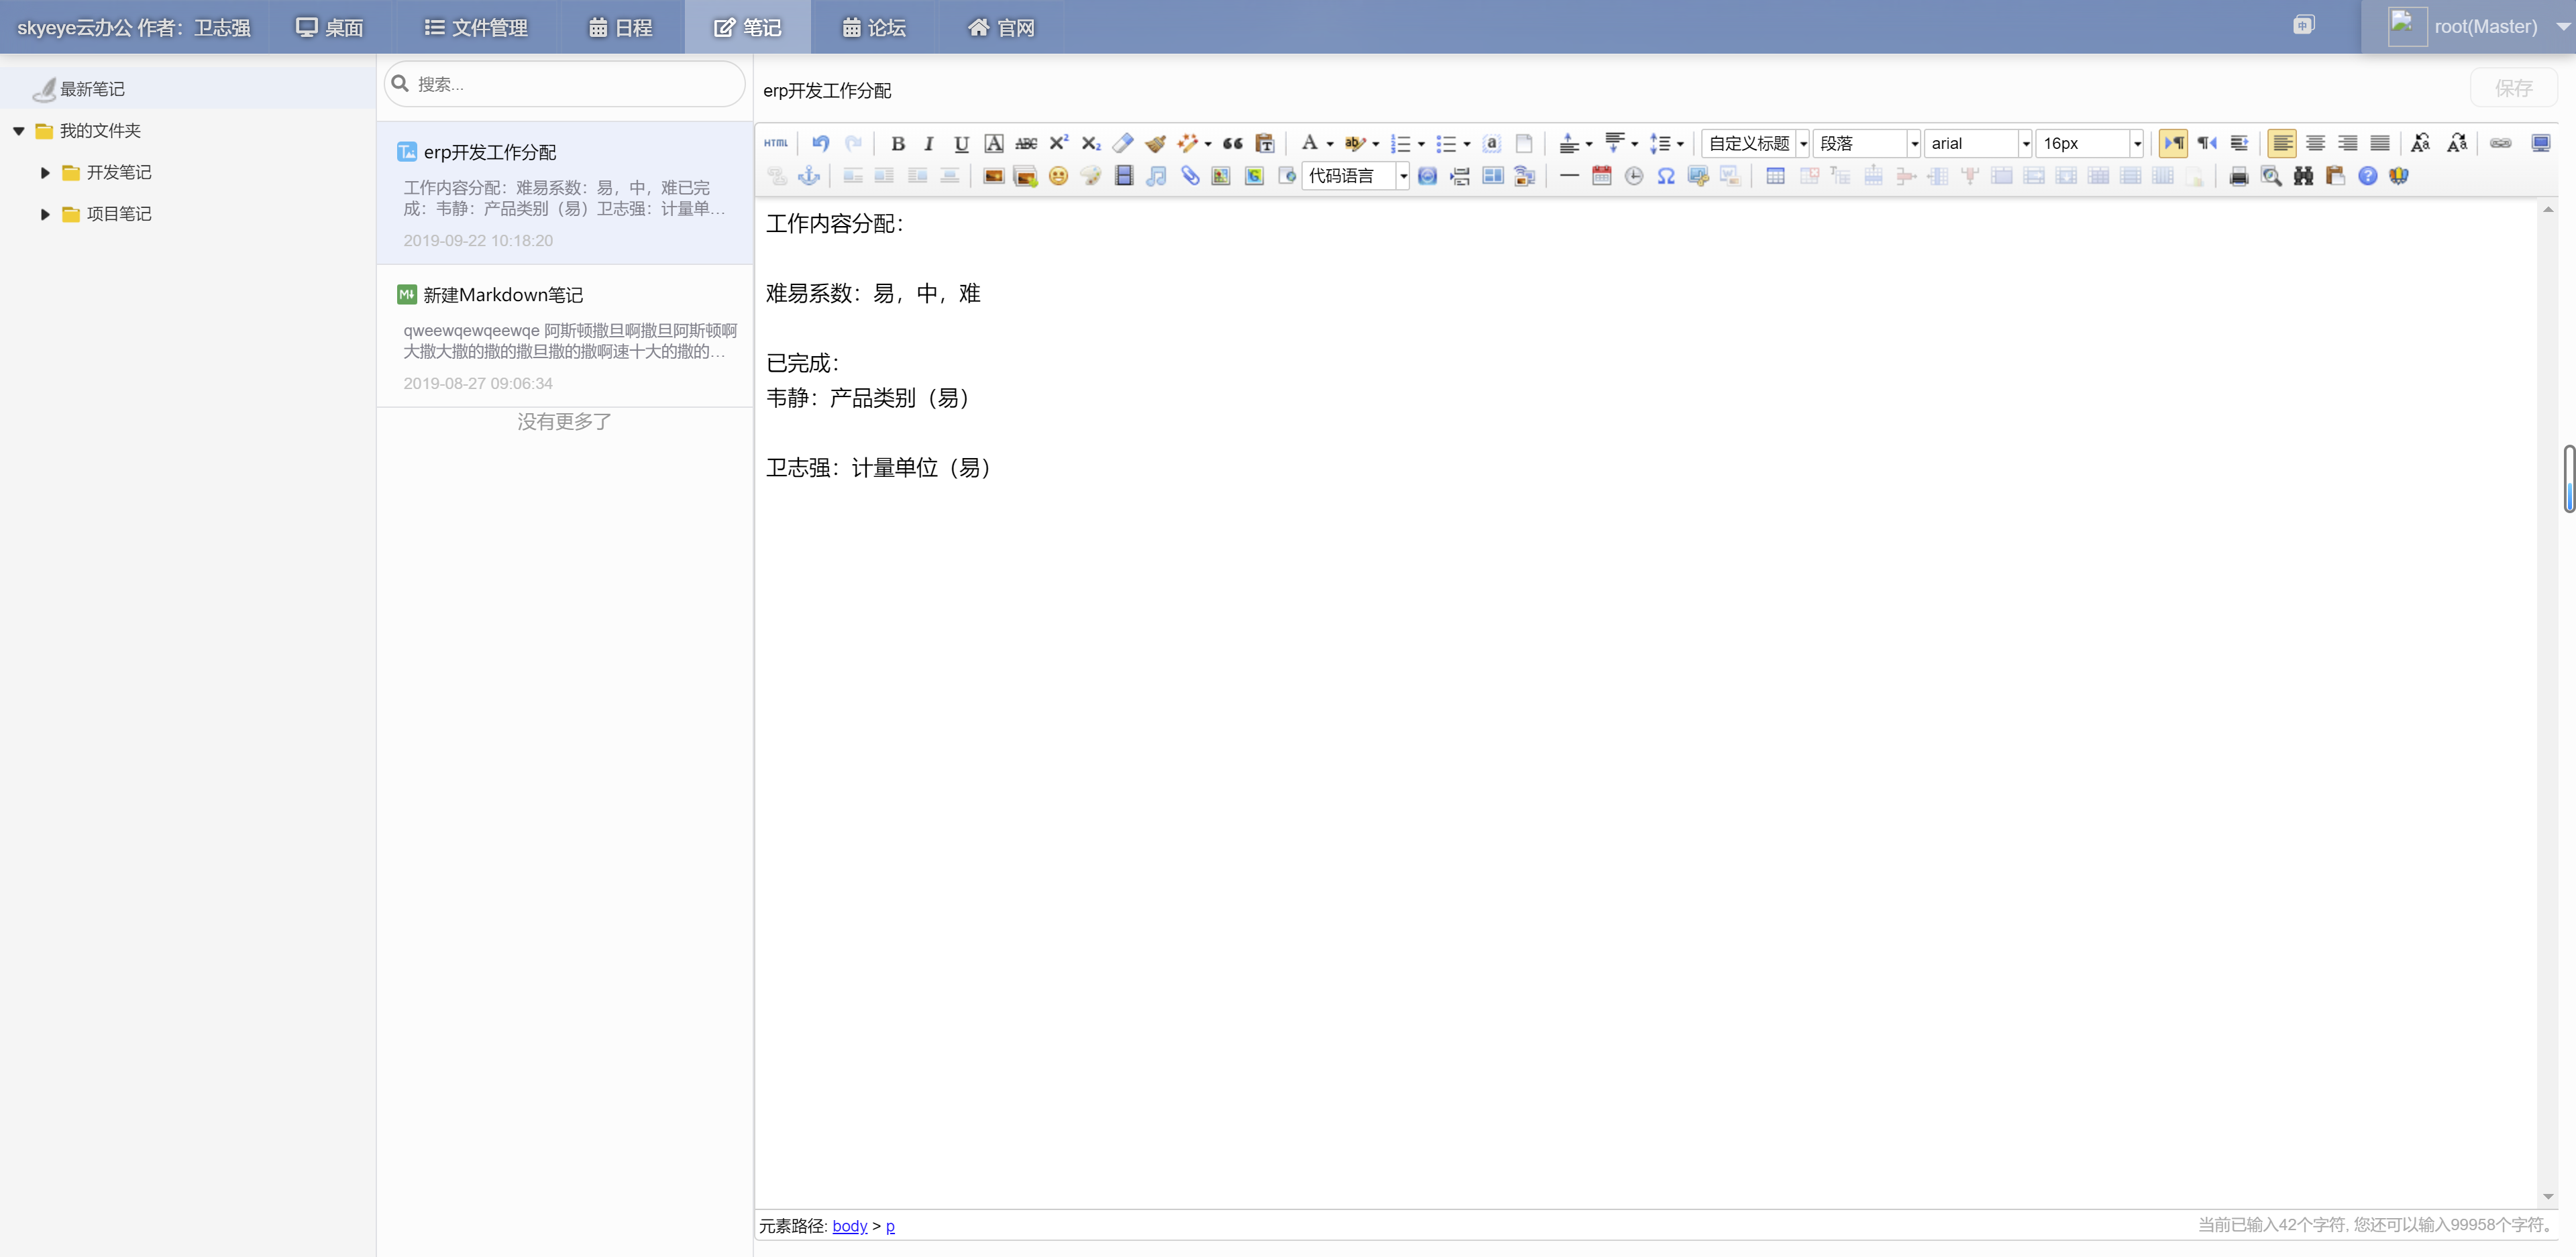 skyeye云办公 作者：卫志强
桌面
文件管理
日程
笔记
论坛
官网
中
root(Master)
最新笔记
我的文件夹
开发笔记
项目笔记
搜索...
erp开发工作分配
工作内容分配：难易系数：易，中，难已完
成：韦静：产品类别（易）卫志强：计量单...
2019-09-22 10:18:20
新建Markdown笔记
qweewqewqeewqe 阿斯顿撒旦啊撒旦阿斯顿啊
大撒大撒的撒的撒旦撒的撒啊速十大的撒的...
2019-08-27 09:06:34
没有更多了
erp开发工作分配
保存
HTML
自定义标题
段落
arial
16px
代码语言
工作内容分配：
难易系数：易，中，难
已完成：
韦静：产品类别（易）
卫志强：计量单位（易）
元素路径: body > p
当前已输入42个字符, 您还可以输入99958个字符。